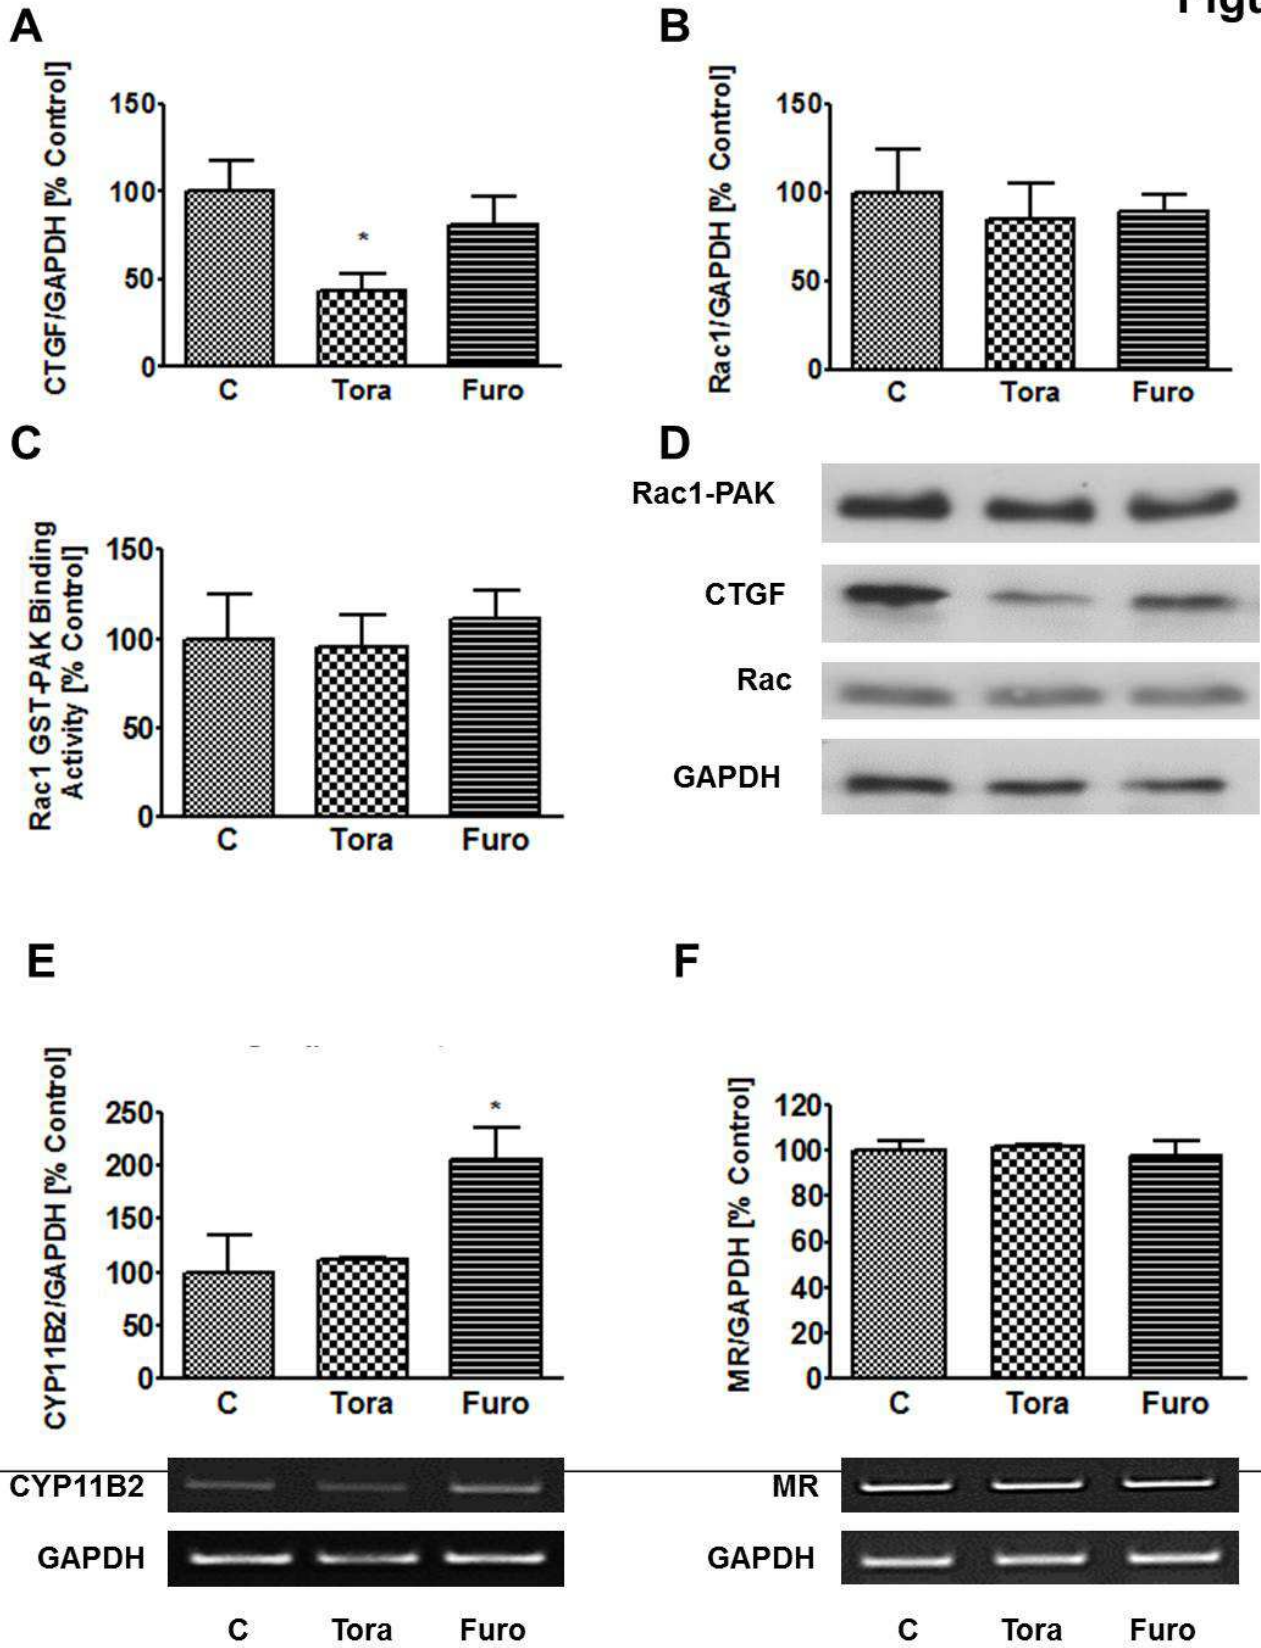 A
B
CTGF/GAPDH [% Control]
150
100
50
0
*
C
Tora
Furo
Rac1/GAPDH [% Control]
150
100
50
0
C
Tora
Furo
C
D
Rac1 GST-PAK Binding
Activity [% Control]
150
100
50
0
C
Tora
Furo
Rac1-PAK
CTGF
Rac
GAPDH
E
F
CYP11B2/GAPDH [% Control]
250
200
150
100
50
0
*
C
Tora
Furo
MR/GAPDH [% Control]
120
100
80
60
40
20
0
C
Tora
Furo
CYP11B2
GAPDH
C
Tora
Furo
MR
GAPDH
C
Tora
Furo